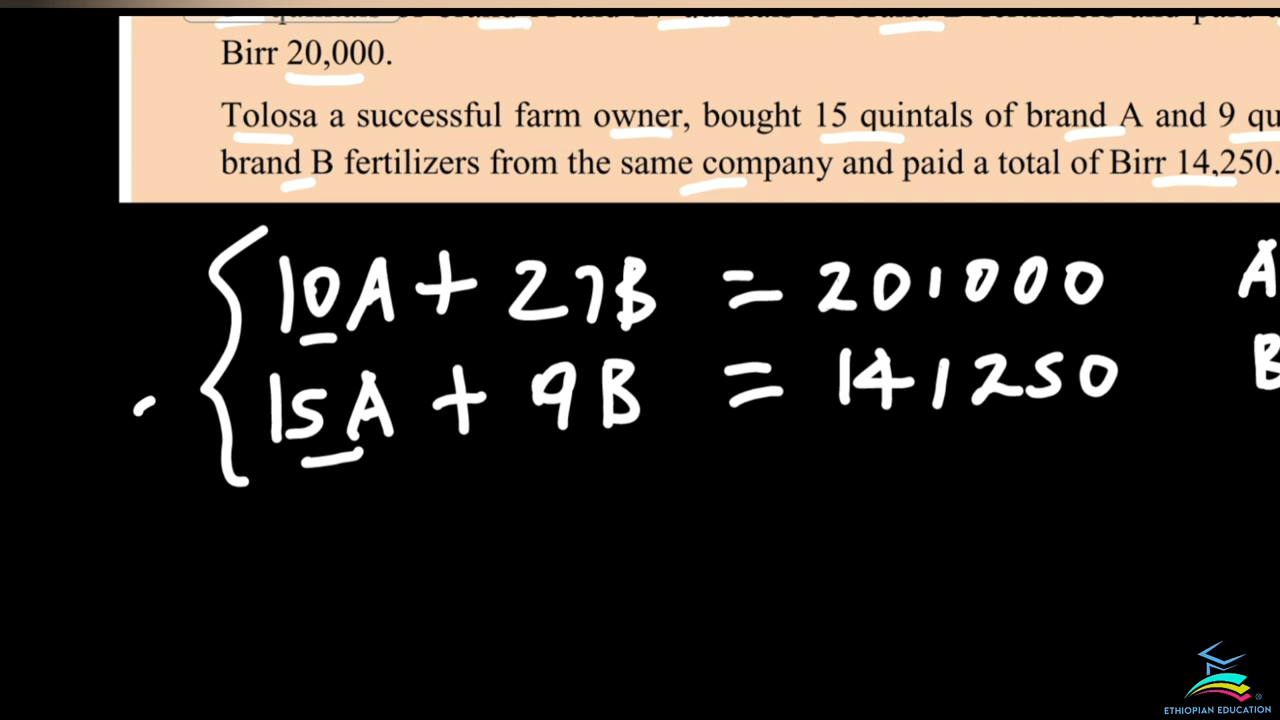 Birr 20,000.
Tolosa a successful farm owner, bought 15 quintals of brand A and 9 qu
brand B fertilizers from the same company and paid a total of Birr 14,250.
10A + 27B = 20,000 A
15A + 9B = 14,250 B
ETHIOPIAN EDUCATION